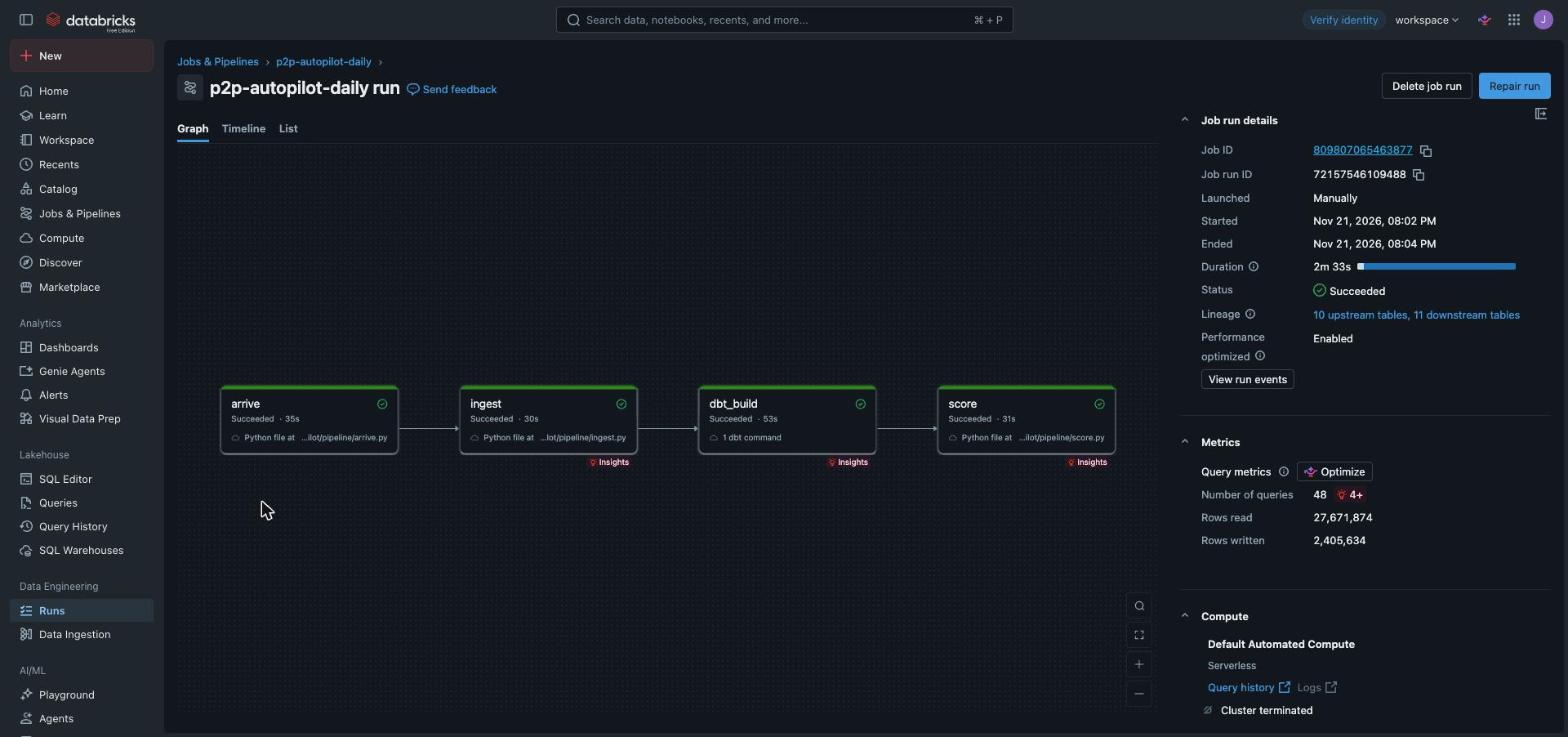 databricks
Free Edition
Search data, notebooks, recents, and more...
⌘ + P
Verify identity
workspace
J
New
Home
Learn
Workspace
Recents
Catalog
Jobs & Pipelines
Compute
Discover
Marketplace
Analytics
Dashboards
Genie Agents
Alerts
Visual Data Prep
Lakehouse
SQL Editor
Queries
Query History
SQL Warehouses
Data Engineering
Runs
Data Ingestion
AI/ML
Playground
Agents
Jobs & Pipelines › p2p-autopilot-daily ›
p2p-autopilot-daily run
Send feedback
Delete job run
Repair run
Graph
Timeline
List
arrive
Succeeded · 35s
Python file at ...ilot/pipeline/arrive.py
ingest
Succeeded · 30s
Python file at ...lot/pipeline/ingest.py
Insights
dbt_build
Succeeded · 53s
1 dbt command
Insights
score
Succeeded · 31s
Python file at ...ilot/pipeline/score.py
Insights
Job run details
Job ID 809807065463877
Job run ID 72157546109488
Launched Manually
Started Nov 21, 2026, 08:02 PM
Ended Nov 21, 2026, 08:04 PM
Duration 2m 33s
Status Succeeded
Lineage 10 upstream tables, 11 downstream tables
Performance optimized Enabled
View run events
Metrics
Query metrics Optimize
Number of queries 48 4+
Rows read 27,671,874
Rows written 2,405,634
Compute
Default Automated Compute
Serverless
Query history Logs
Cluster terminated